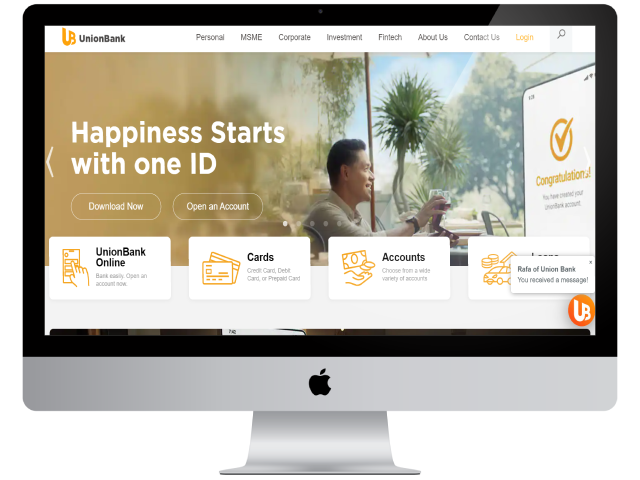 UB UnionBank
Personal MSME Corporate Investment Fintech About Us Contact Us Login
Happiness Starts
with one ID
Download Now
Open an Account
Congratulations!
You have created your
UnionBank account.
UnionBank
Online
Bank easily. Open an
account now.
Cards
Credit Card, Debit
Card, or Prepaid Card
Accounts
Choose from a wide
variety of accounts
Rafa of Union Bank
x
You received a message!
UB